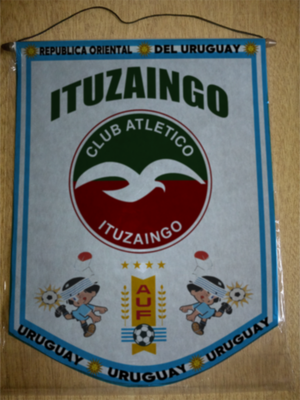 REPUBLICA ORIENTAL DEL URUGUAY
ITUZAINGO
CLUB ATLETICO
ITUZAINGO
AUF
URUGUAY URUGUAY URUGUAY